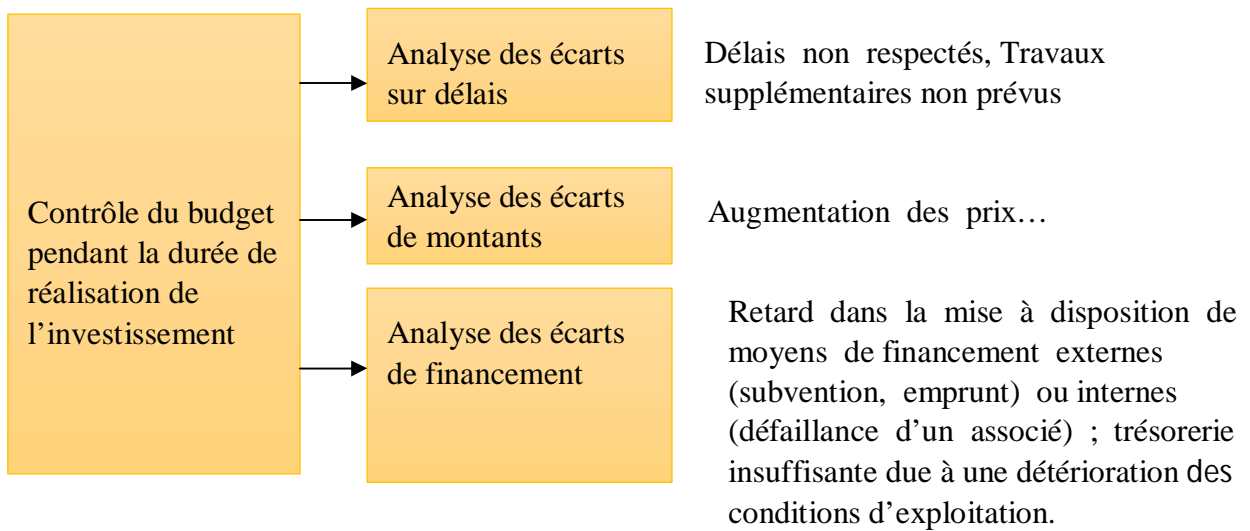 Contrôle du budget
pendant la durée de
réalisation de
l’investissement
Analyse des écarts
sur délais
Délais non respectés, Travaux
supplémentaires non prévus
Analyse des écarts
de montants
Augmentation des prix…
Analyse des écarts
de financement
Retard dans la mise à disposition de
moyens de financement externes
(subvention, emprunt) ou internes
(défaillance d’un associé) ; trésorerie
insuffisante due à une détérioration des
conditions d’exploitation.